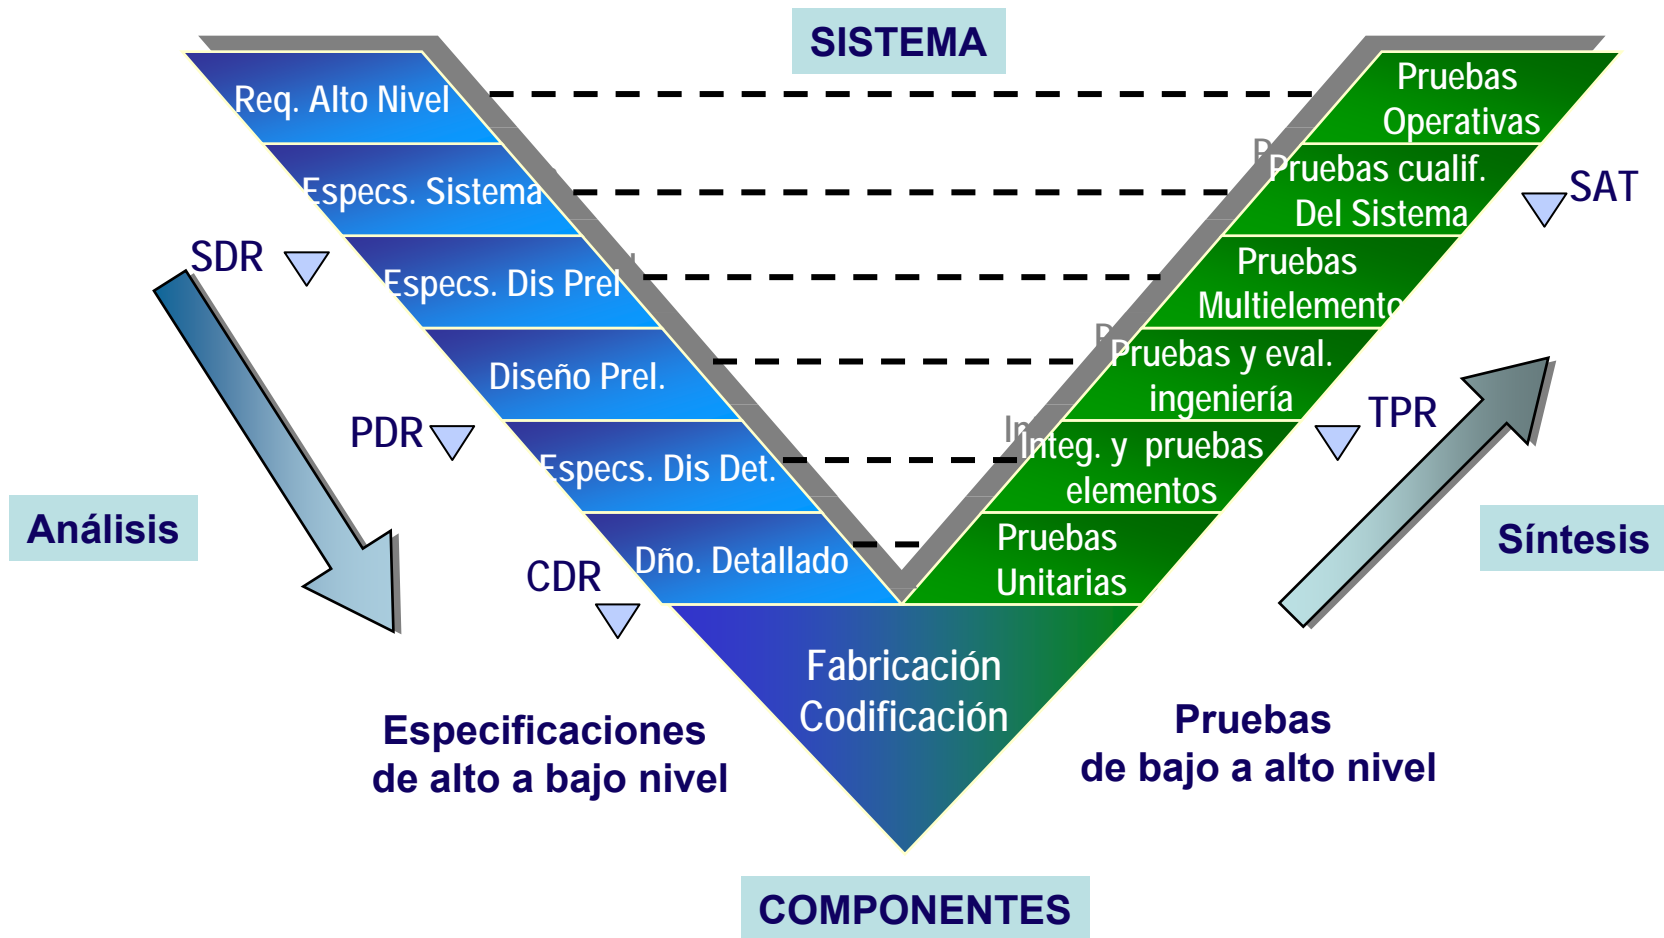 SISTEMA
Req. Alto Nivel
Especs. Sistema
SDR
Especs. Dis Prel
Diseño Prel.
PDR
Especs. Dis Det.
Análisis
Dño. Detallado
CDR
Fabricación
Codificación
Especificaciones
de alto a bajo nivel
Pruebas
Operativas
Pruebas cualif.
Del Sistema
SAT
Pruebas
Multielemento
Pruebas y eval.
ingeniería
TPR
Integ. y pruebas
elementos
Síntesis
Pruebas
Unitarias
Pruebas
de bajo a alto nivel
COMPONENTES